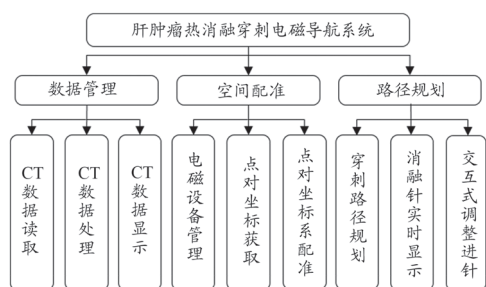 肝肿瘤热消融穿刺电磁导航系统
数据管理
空间配准
路径规划
CT数据读取
CT数据处理
CT数据显示
电磁设备管理
点对坐标获取
点对坐标系配准
穿刺路径规划
消融针实时显示
交互式调整进针